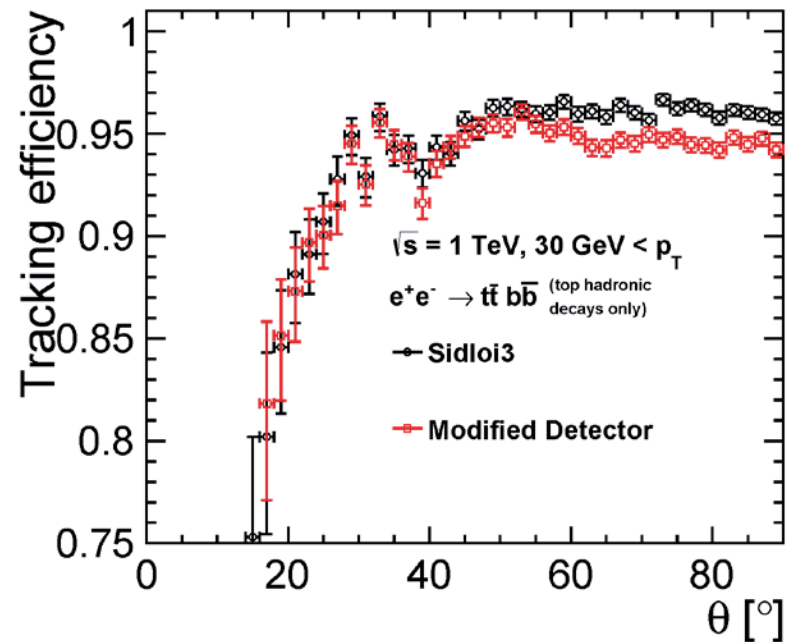 Tracking efficiency
1
0.95
0.9
0.85
0.8
0.75
0 20 40 60 80
θ [°]
√s = 1 TeV, 30 GeV < p_T
e⁺e⁻ → tt̄ bb̄ (top hadronic
decays only)
Sidloi3
Modified Detector